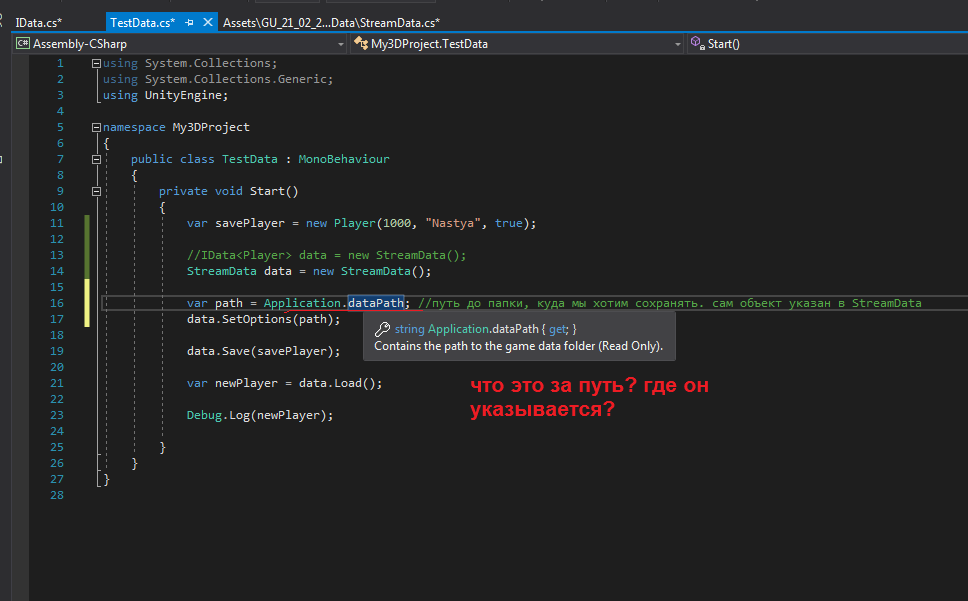 IData.cs*
TestData.cs*
Assets\GU_21_02_2...Data\StreamData.cs*
C# Assembly-CSharp
My3DProject.TestData
Start()
1 using System.Collections;
2 using System.Collections.Generic;
3 using UnityEngine;
4
5 namespace My3DProject
6 {
7 public class TestData : MonoBehaviour
8 {
9 private void Start()
10 {
11 var savePlayer = new Player(1000, "Nastya", true);
12
13 //IData<Player> data = new StreamData();
14 StreamData data = new StreamData();
15
16 var path = Application.dataPath; //путь до папки, куда мы хотим сохранять. сам объект указан в StreamData
17 data.SetOptions(path);
string Application.dataPath { get; }
18
Contains the path to the game data folder (Read Only).
19 data.Save(savePlayer);
20
21 var newPlayer = data.Load();
что это за путь? где он
указывается?
22
23 Debug.Log(newPlayer);
24
25 }
26 }
27 }
28